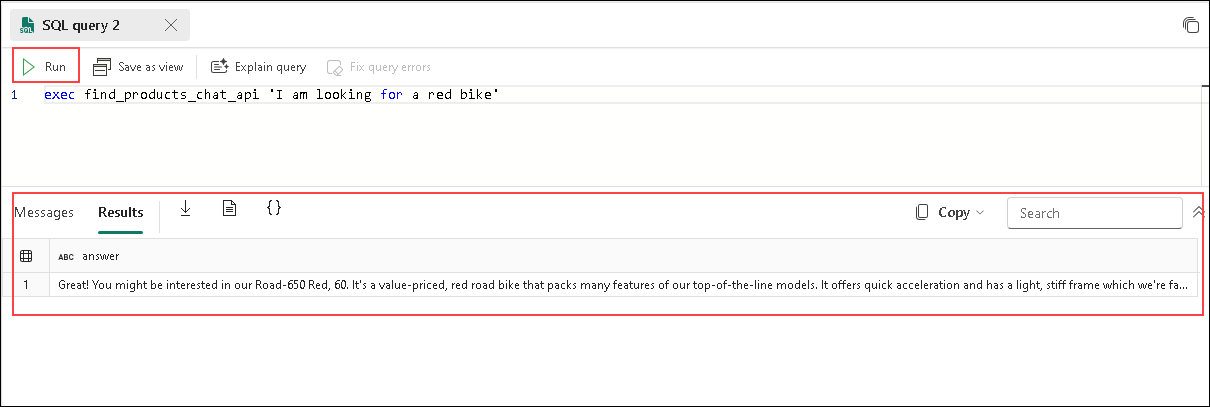 SQL query 2
Run Save as view Explain query Fix query errors
1 exec find_products_chat_api 'I am looking for a red bike'
Messages Results {} Copy Search
ABC answer
1 Great! You might be interested in our Road-650 Red, 60. It's a value-priced, red road bike that packs many features of our top-of-the-line models. It offers quick acceleration and has a light, stiff frame which we're fa...